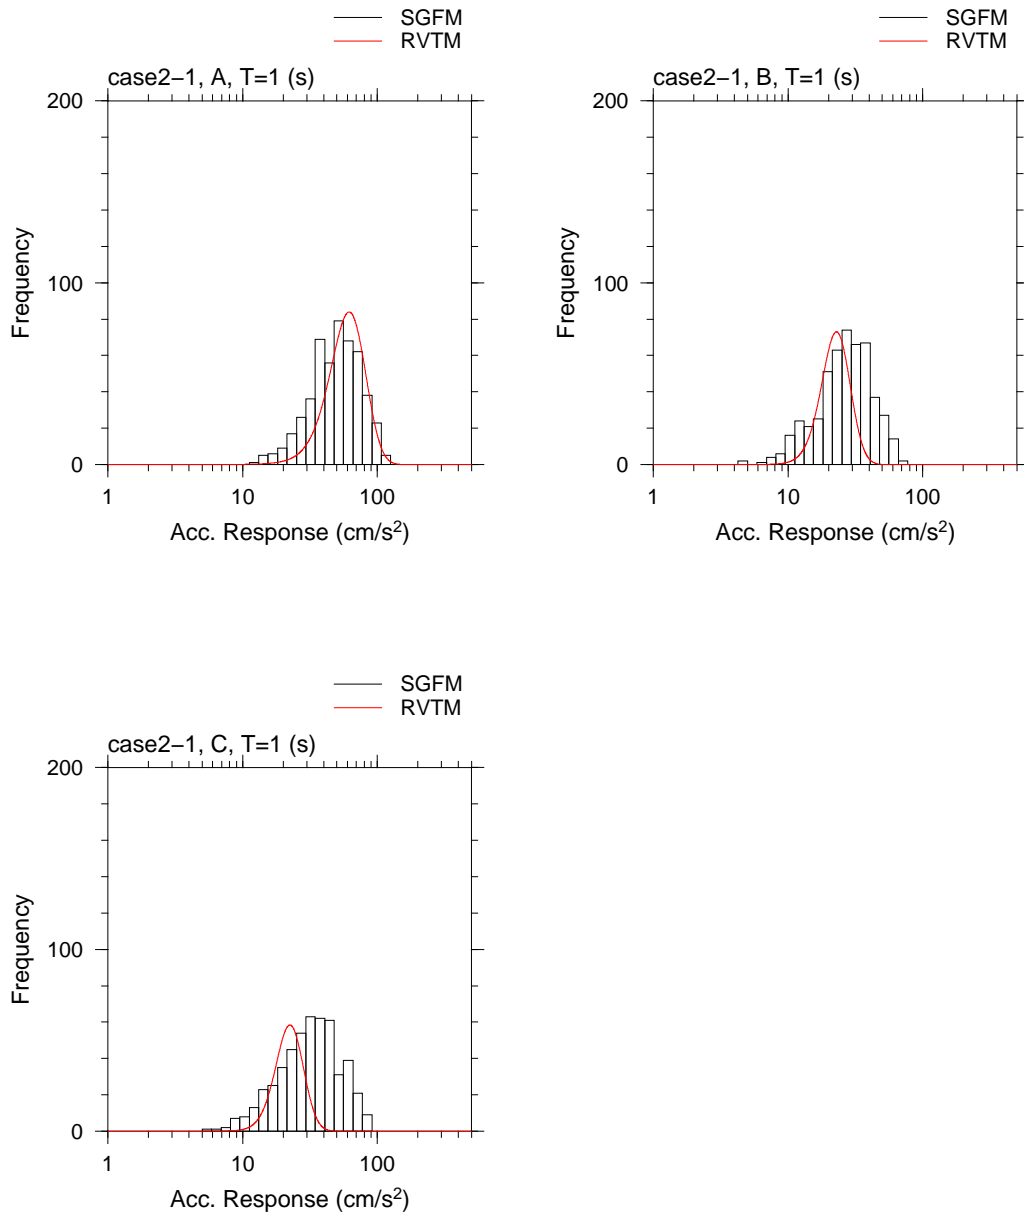 SGFM
RVTM
case2−1, A, T=1 (s)
200
100
0
Frequency
1 10 100
Acc. Response (cm/s²)
SGFM
RVTM
case2−1, B, T=1 (s)
200
100
0
Frequency
1 10 100
Acc. Response (cm/s²)
SGFM
RVTM
case2−1, C, T=1 (s)
200
100
0
Frequency
1 10 100
Acc. Response (cm/s²)